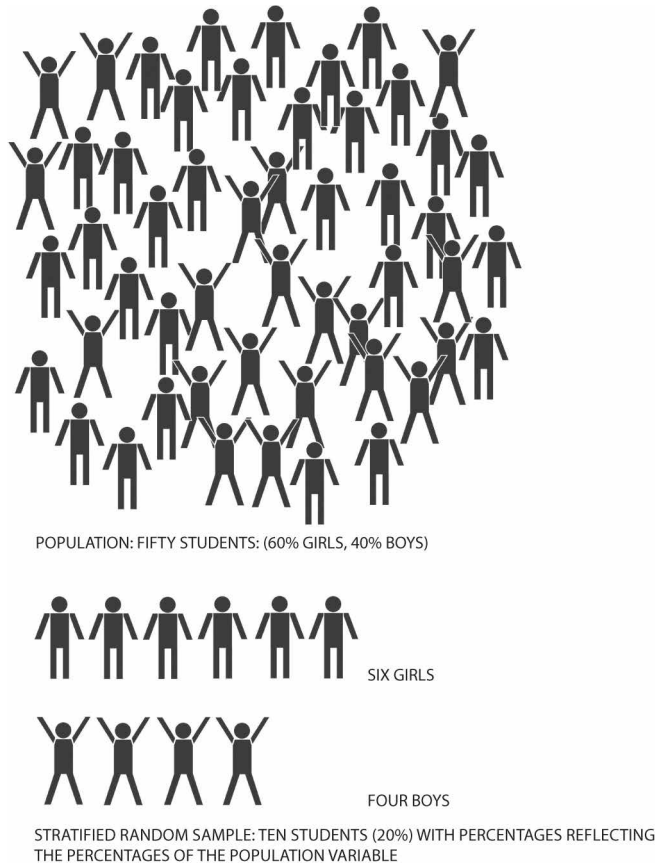 POPULATION: FIFTY STUDENTS: (60% GIRLS, 40% BOYS)
SIX GIRLS
FOUR BOYS
STRATIFIED RANDOM SAMPLE: TEN STUDENTS (20%) WITH PERCENTAGES REFLECTING
THE PERCENTAGES OF THE POPULATION VARIABLE